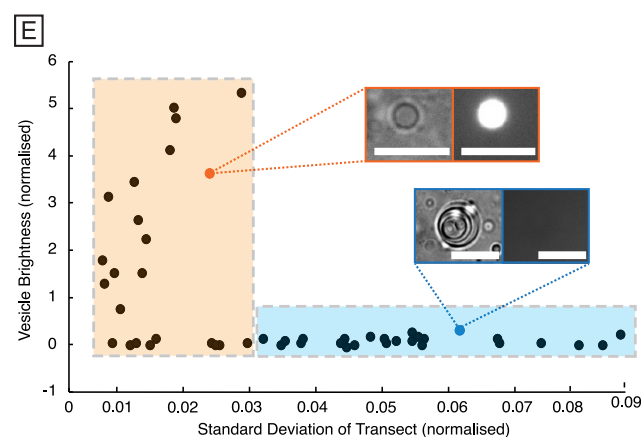 E
Vesicle Brightness (normalised)
6
5
4
3
2
1
0
-1
0 0.01 0.02 0.03 0.04 0.05 0.06 0.07 0.08 0.09
Standard Deviation of Transect (normalised)